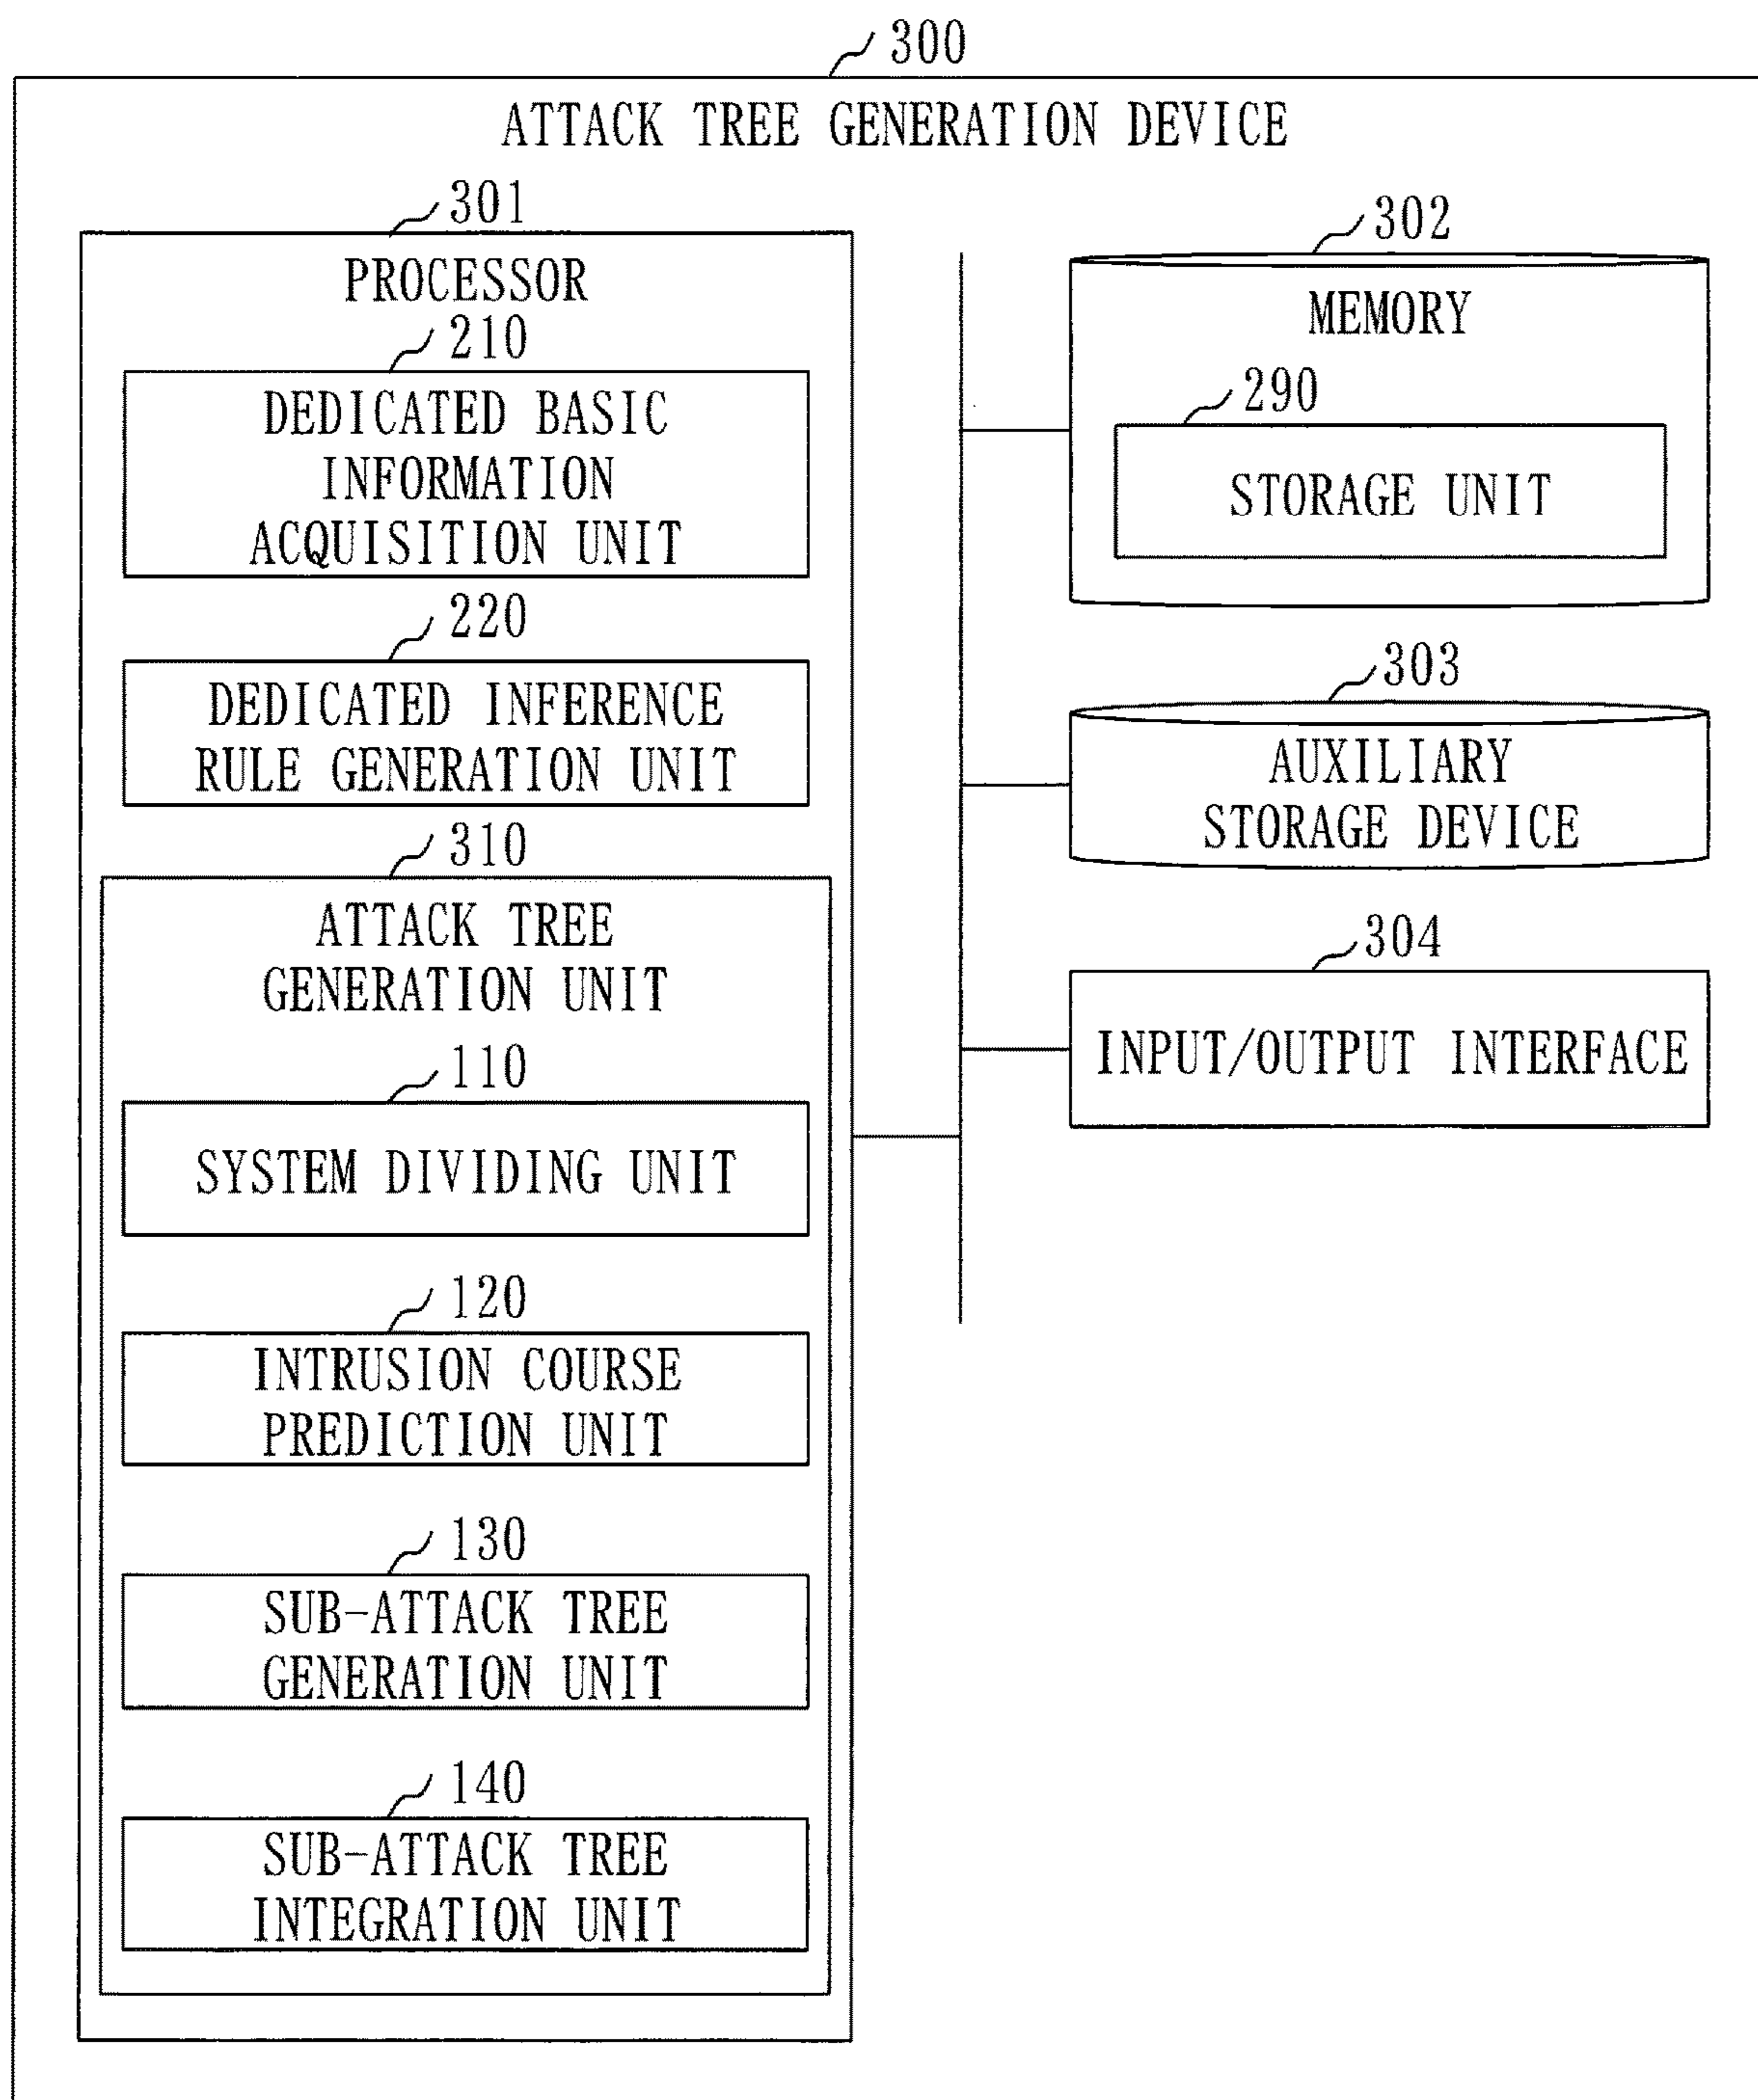 300
ATTACK TREE GENERATION DEVICE
301
PROCESSOR
210
DEDICATED BASIC
INFORMATION
ACQUISITION UNIT
220
DEDICATED INFERENCE
RULE GENERATION UNIT
310
ATTACK TREE
GENERATION UNIT
110
SYSTEM DIVIDING UNIT
120
INTRUSION COURSE
PREDICTION UNIT
130
SUB-ATTACK TREE
GENERATION UNIT
140
SUB-ATTACK TREE
INTEGRATION UNIT
302
MEMORY
290
STORAGE UNIT
303
AUXILIARY
STORAGE DEVICE
304
INPUT/OUTPUT INTERFACE